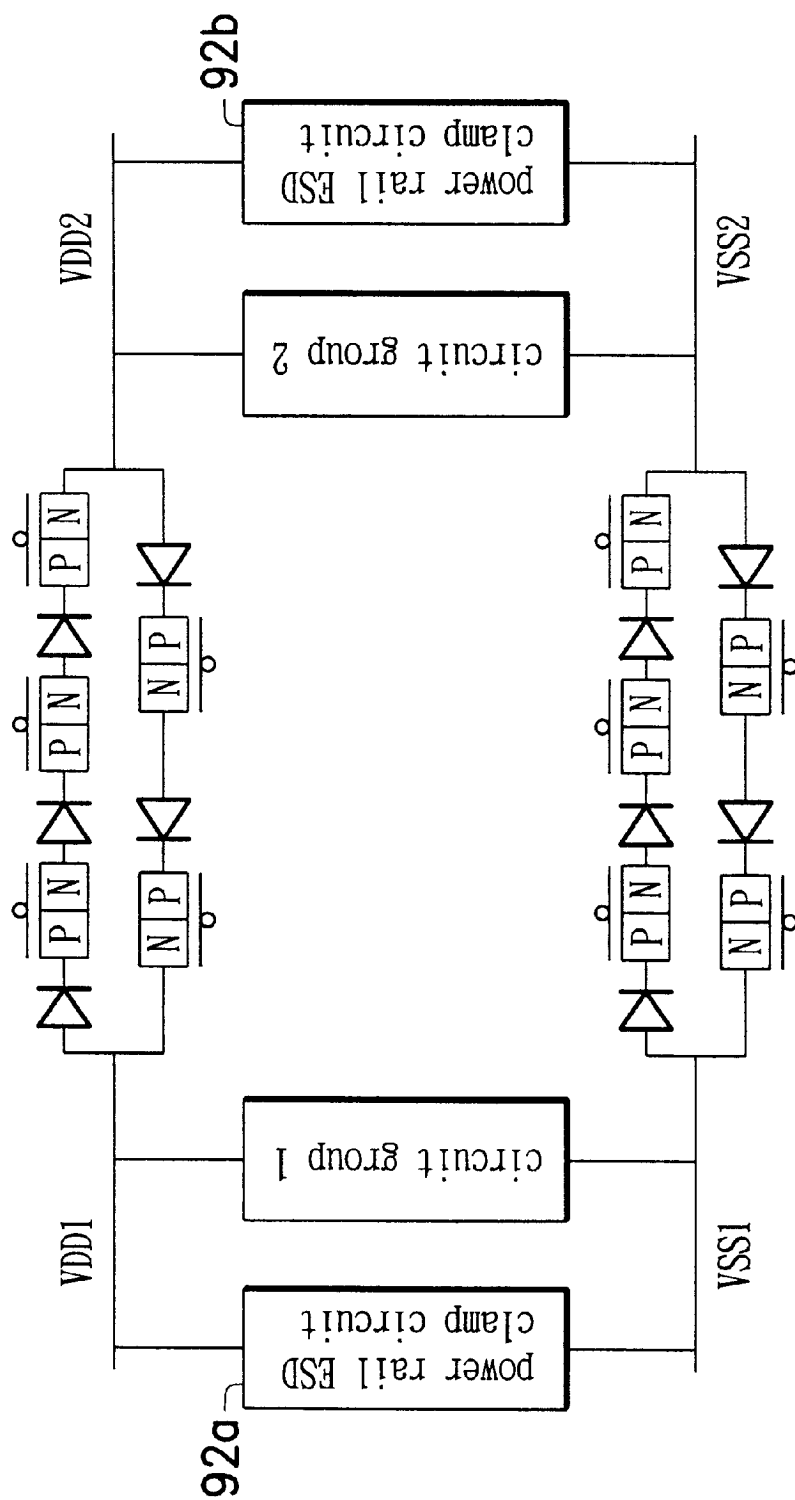 92a
92b
P N
P N
P N
VDD1
VDD2
N P
N P
power rail ESD
clamp circuit
circuit group 1
circuit group 2
power rail ESD
clamp circuit
P N
P N
P N
VSS1
VSS2
N P
N P